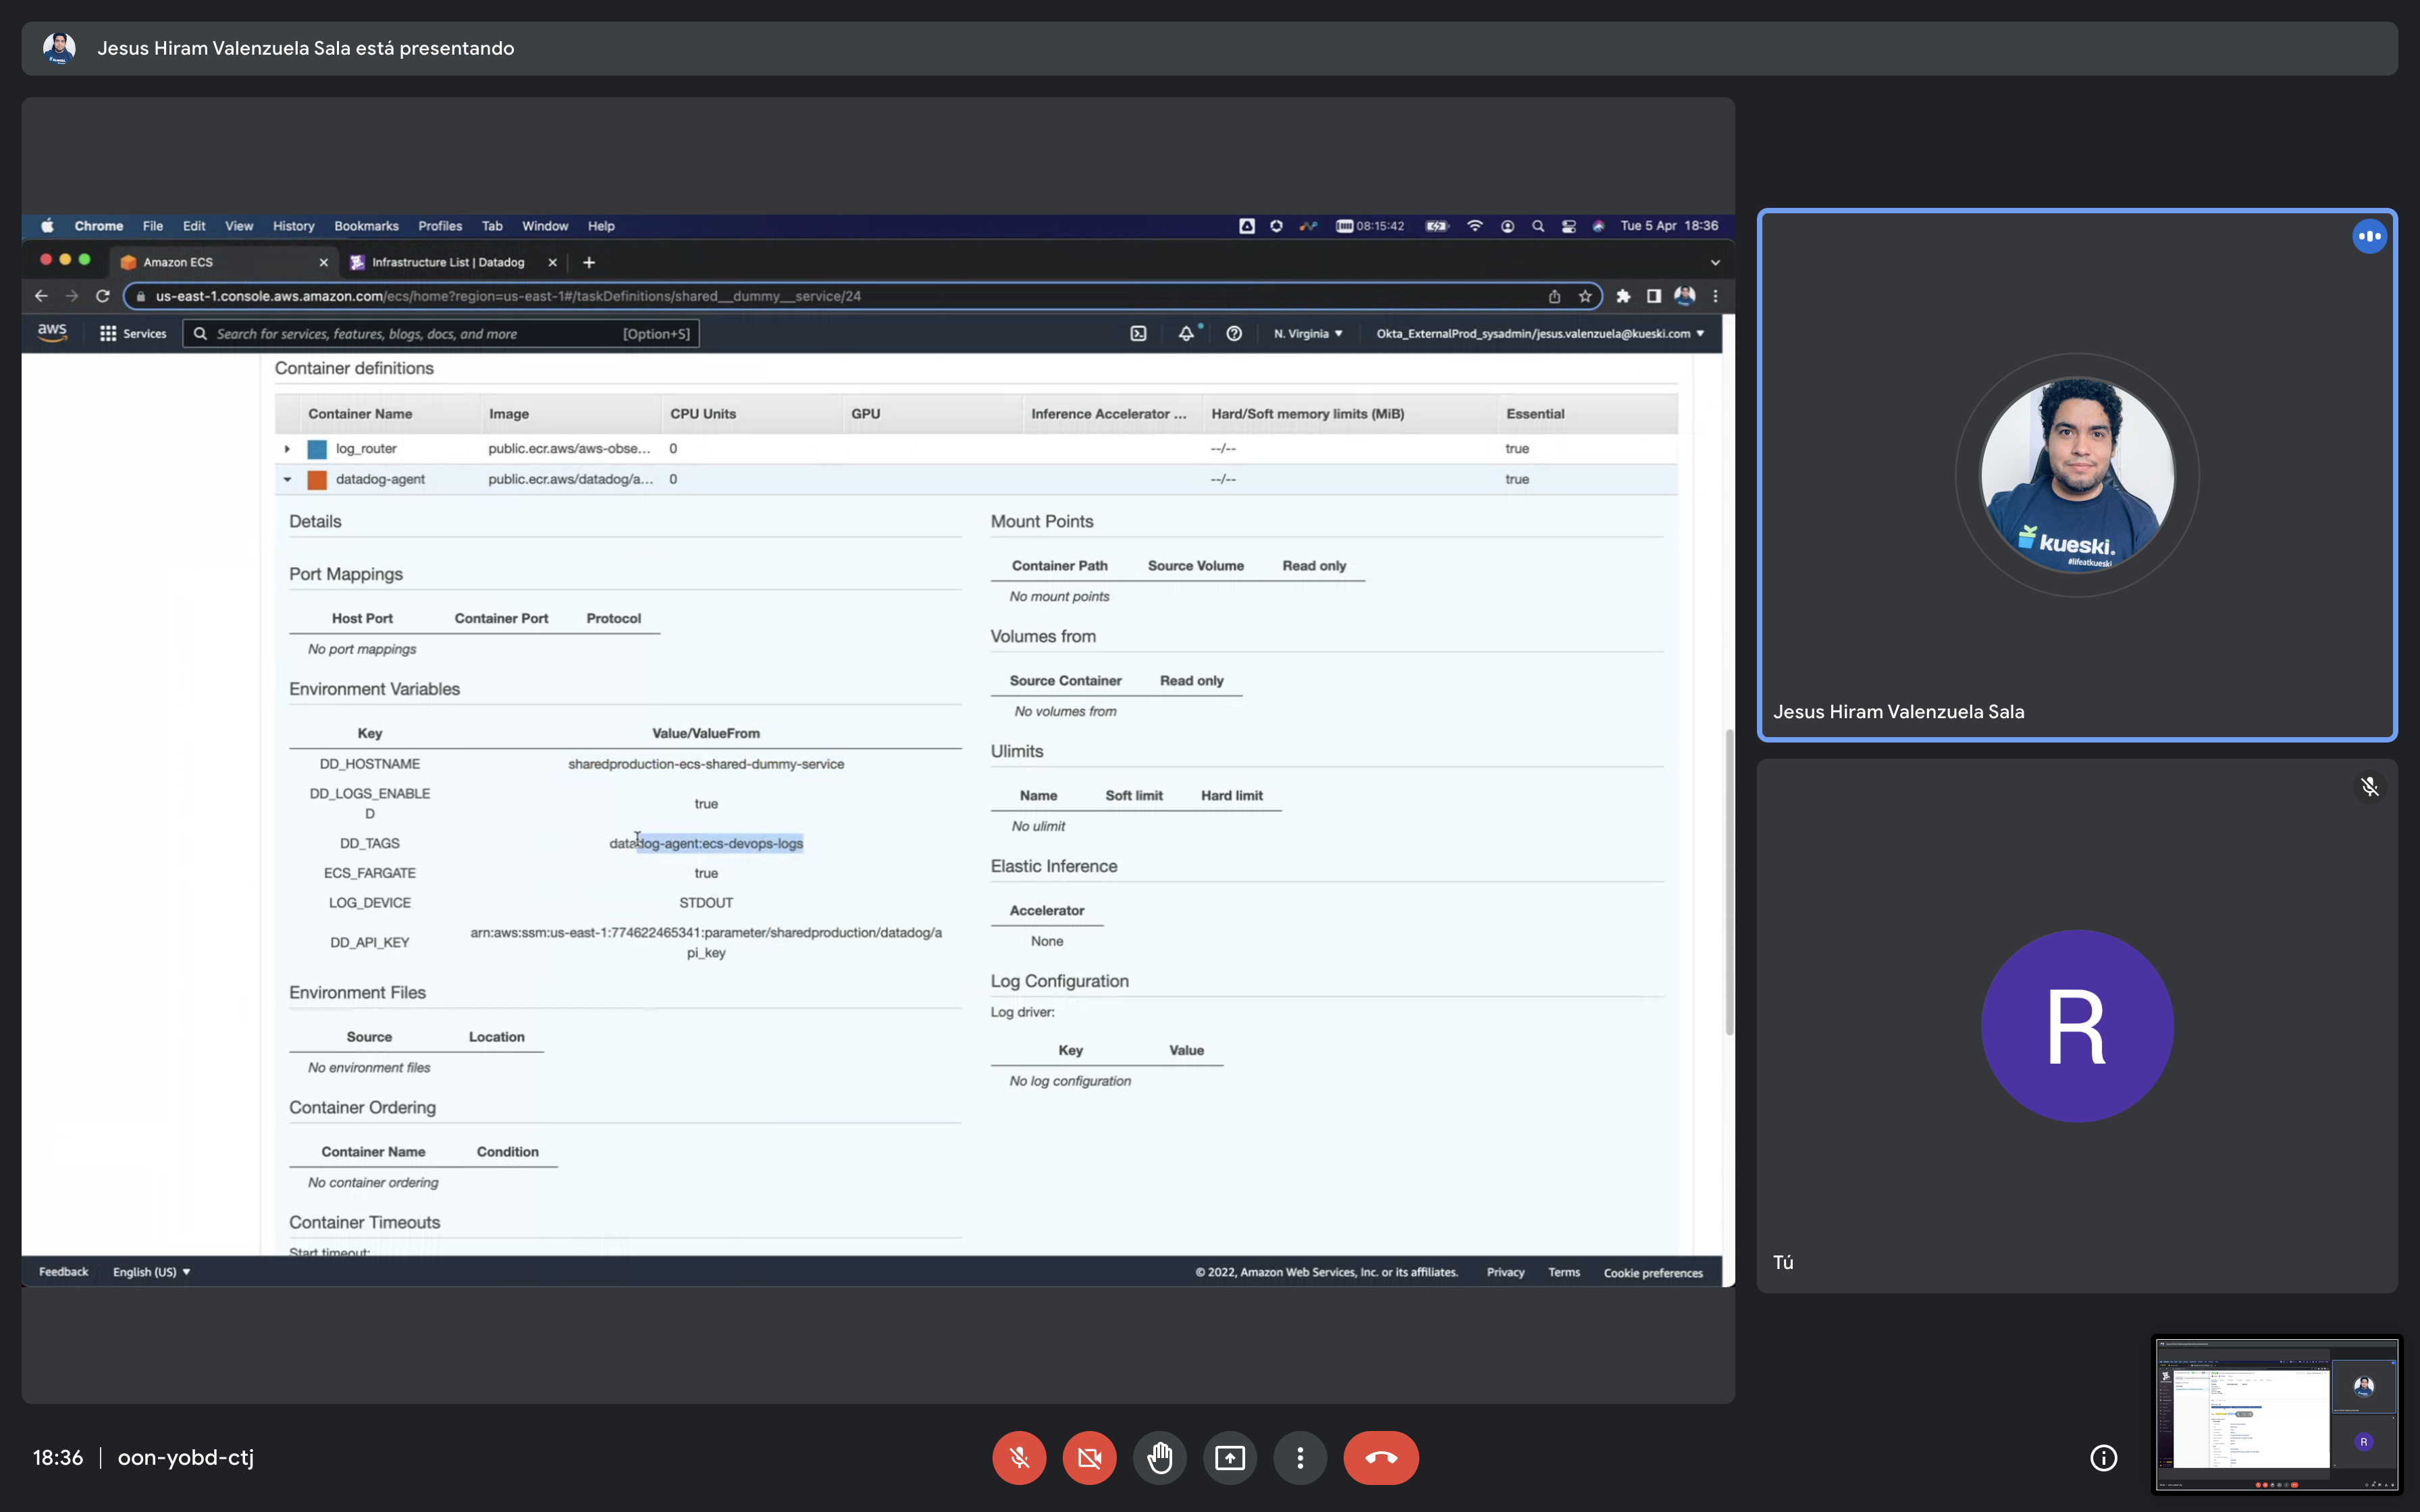 Jesus Hiram Valenzuela Sala está presentando
Chrome File Edit View History Bookmarks Profiles Tab Window Help 08:15:42 Tue 5 Apr 18:36
Amazon ECS
Infrastructure List | Datadog
us-east-1.console.aws.amazon.com/ecs/home?region=us-east-1#/taskDefinitions/shared__dummy__service/24
aws Services Search for services, features, blogs, docs, and more [Option+S] N. Virginia Okta_ExternalProd_sysadmin/jesus.valenzuela@kueski.com
Container definitions
Container Name Image CPU Units GPU Inference Accelerator ... Hard/Soft memory limits (MiB) Essential
log_router public.ecr.aws/aws-obse... 0 --/-- true
datadog-agent public.ecr.aws/datadog/a... 0 --/-- true
Details
Port Mappings
Host Port Container Port Protocol
No port mappings
Environment Variables
Key Value/ValueFrom
DD_HOSTNAME sharedproduction-ecs-shared-dummy-service
DD_LOGS_ENABLE
D
true
DD_TAGS datadog-agent:ecs-devops-logs
ECS_FARGATE true
LOG_DEVICE STDOUT
DD_API_KEY arn:aws:ssm:us-east-1:774622465341:parameter/sharedproduction/datadog/a
pi_key
Environment Files
Source Location
No environment files
Container Ordering
Container Name Condition
No container ordering
Container Timeouts
Start timeout:
Mount Points
Container Path Source Volume Read only
No mount points
Volumes from
Source Container Read only
No volumes from
Ulimits
Name Soft limit Hard limit
No ulimit
Elastic Inference
Accelerator
None
Log Configuration
Log driver:
Key Value
No log configuration
Feedback English (US) © 2022, Amazon Web Services, Inc. or its affiliates. Privacy Terms Cookie preferences
kueski.
#lifeatkueski
Jesus Hiram Valenzuela Sala
R
Tú
18:36 | oon-yobd-ctj
R